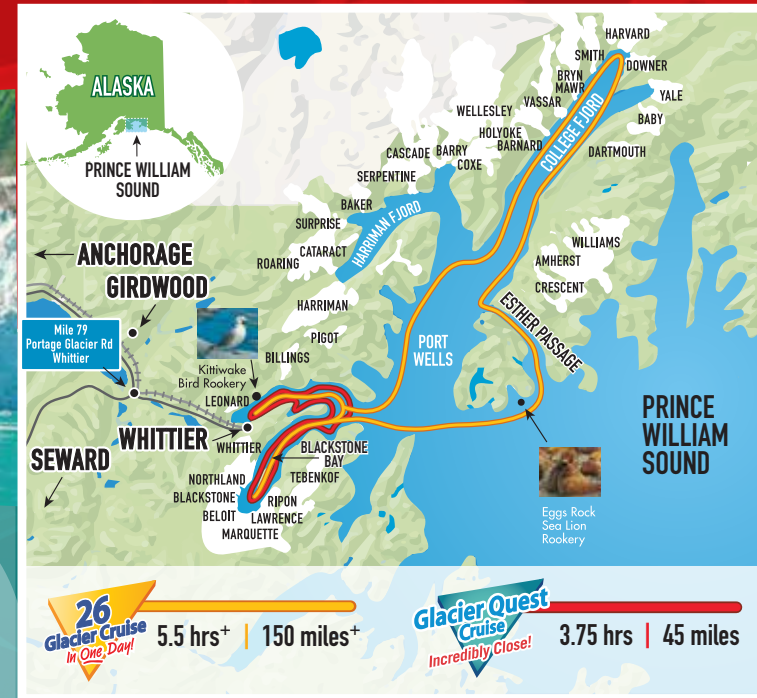 ALASKA
PRINCE WILLIAM
SOUND
HARVARD
SMITH
DOWNER
BRYN
MAWR
VASSAR
YALE
BABY
WELLESLEY
HOLYOKE
BARNARD
COLLEGE FJORD
DARTMOUTH
CASCADE
BARRY
COXE
SERPENTINE
BAKER
SURPRISE
HARRIMAN FJORD
CATARACT
ROARING
WILLIAMS
AMHERST
CRESCENT
ANCHORAGE
GIRDWOOD
HARRIMAN
ESTHER PASSAGE
Mile 79
Portage Glacier Rd
Whittier
PIGOT
PORT
WELLS
BILLINGS
Kittiwake
Bird Rookery
LEONARD
PRINCE
WILLIAM
SOUND
WHITTIER
WHITTIER
BLACKSTONE
BAY
SEWARD
TEBENKOF
NORTHLAND
BLACKSTONE
RIPON
BELOIT
LAWRENCE
MARQUETTE
Eggs Rock
Sea Lion
Rookery
26
Glacier Cruise
In One Day!
5.5 hrs+ | 150 miles+
Glacier Quest
Cruise
Incredibly Close!
3.75 hrs | 45 miles